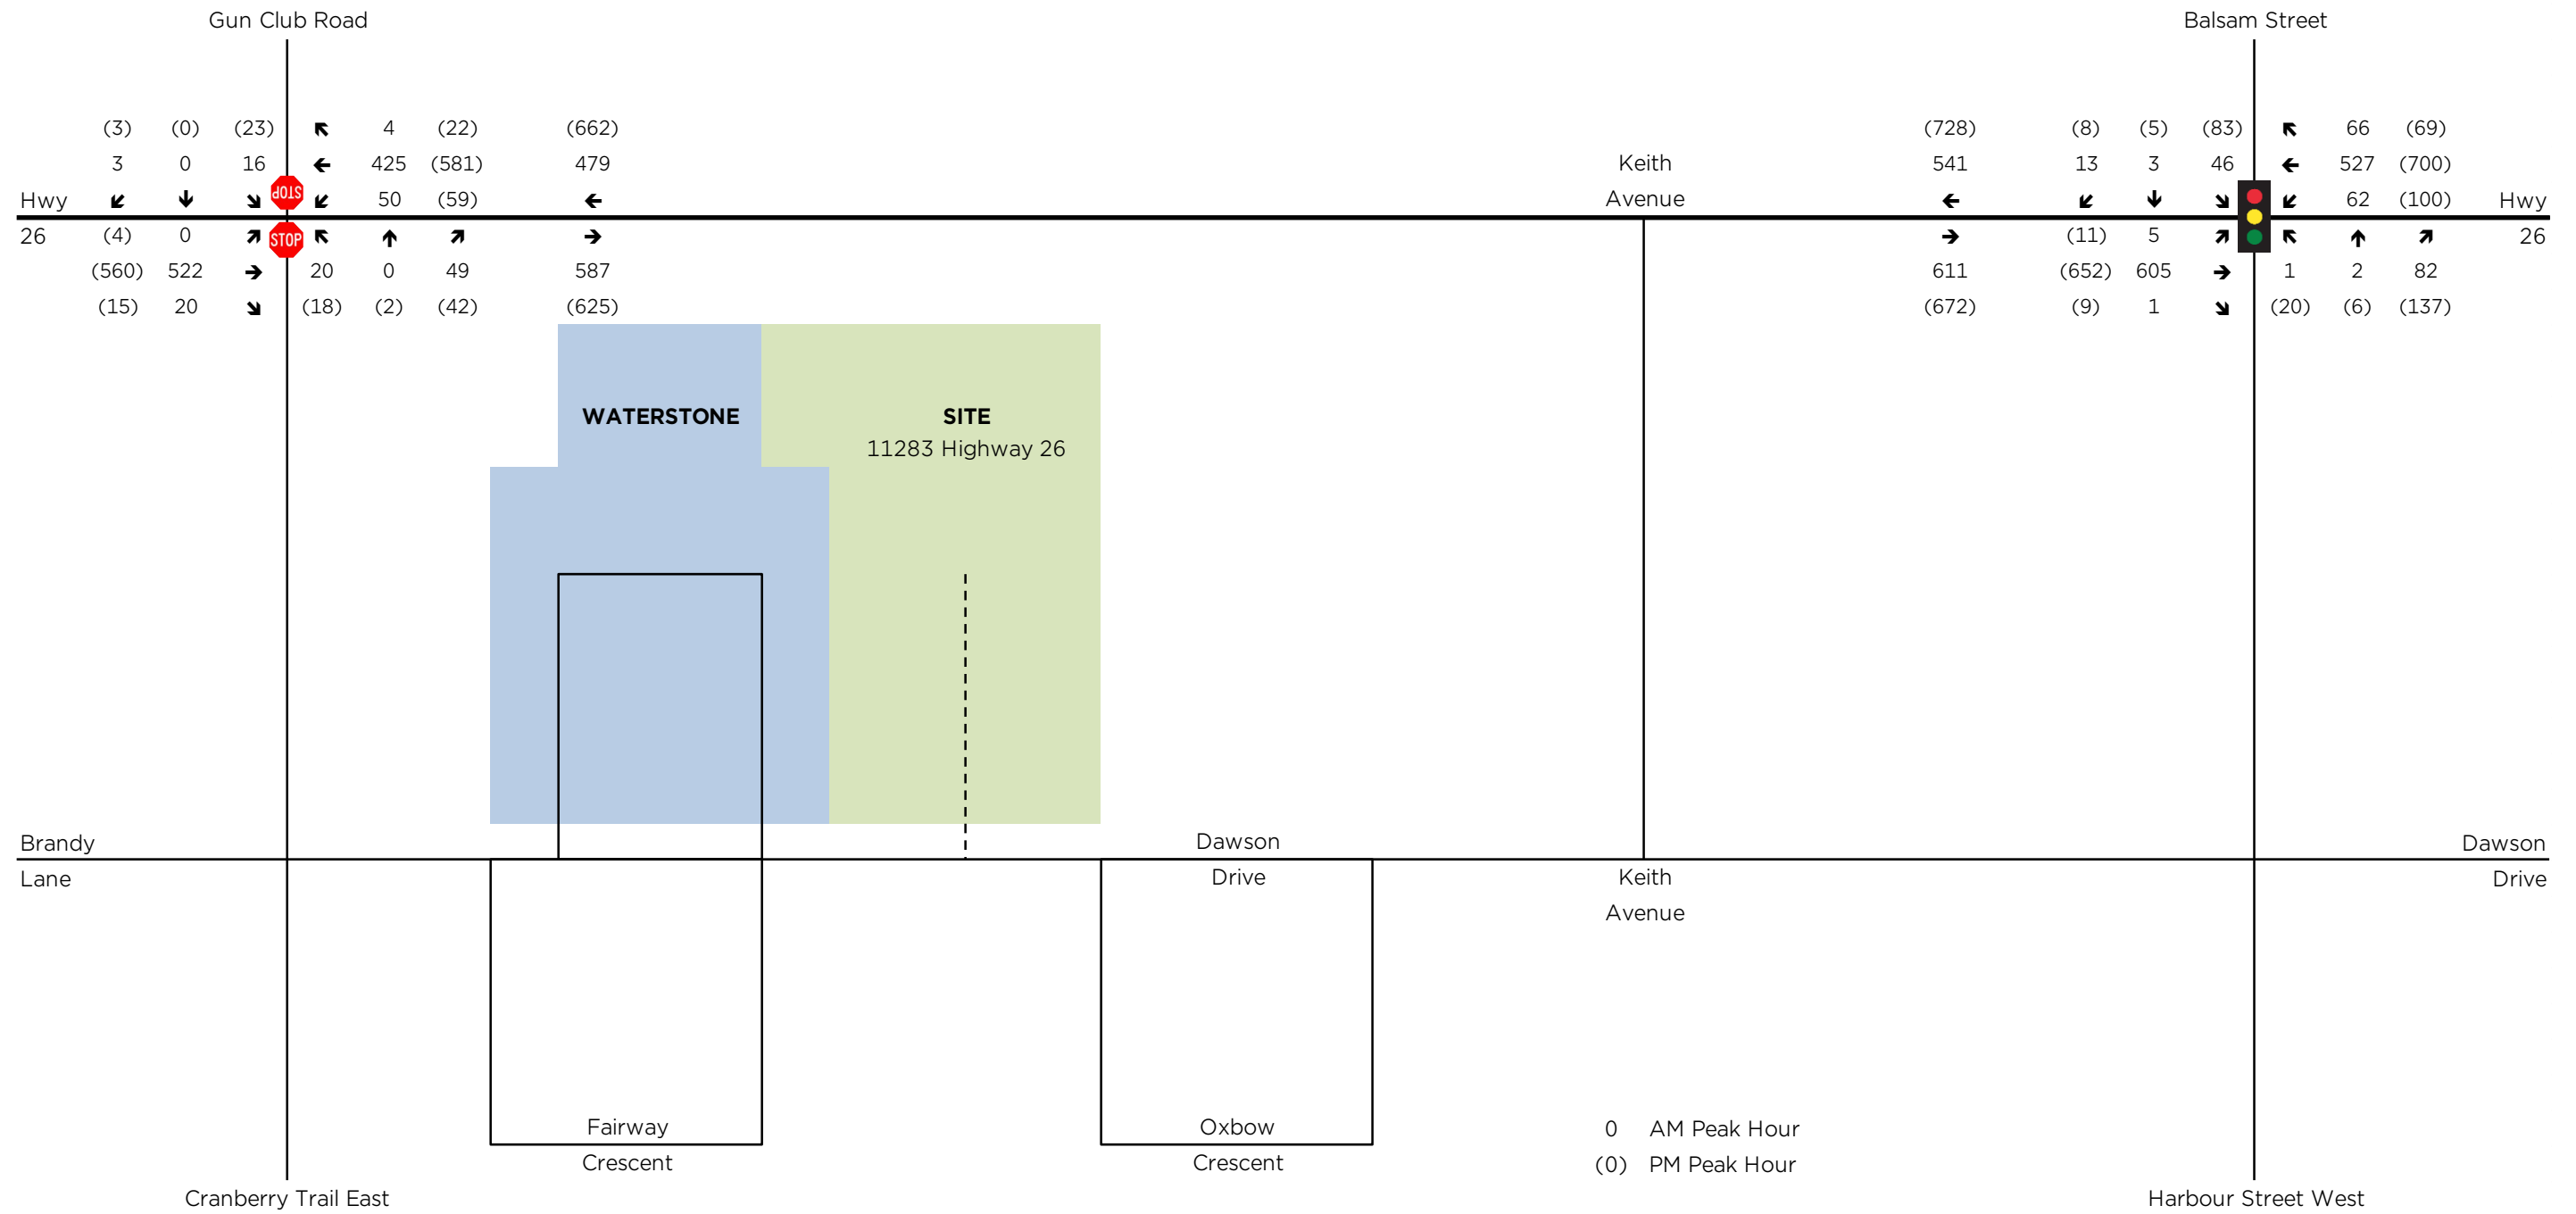 Gun Club Road Balsam Street
(3) (0) (23) 4 (22) (662) (728) (8) (5) (83) 66 (69)
3 0 16 425 (581) 479 Keith 541 13 3 46 527 (700)
Hwy STOP 50 (59) Avenue 62 (100) Hwy
26 (4) 0 STOP (11) 5 26
(560) 522 20 0 49 587 611 (652) 605 1 2 82
(15) 20 (18) (2) (42) (625) (672) (9) 1 (20) (6) (137)
WATERSTONE SITE
11283 Highway 26
Brandy Dawson Dawson
Lane Drive Keith Drive
Avenue
Fairway Oxbow 0 AM Peak Hour
Crescent Crescent (0) PM Peak Hour
Cranberry Trail East Harbour Street West